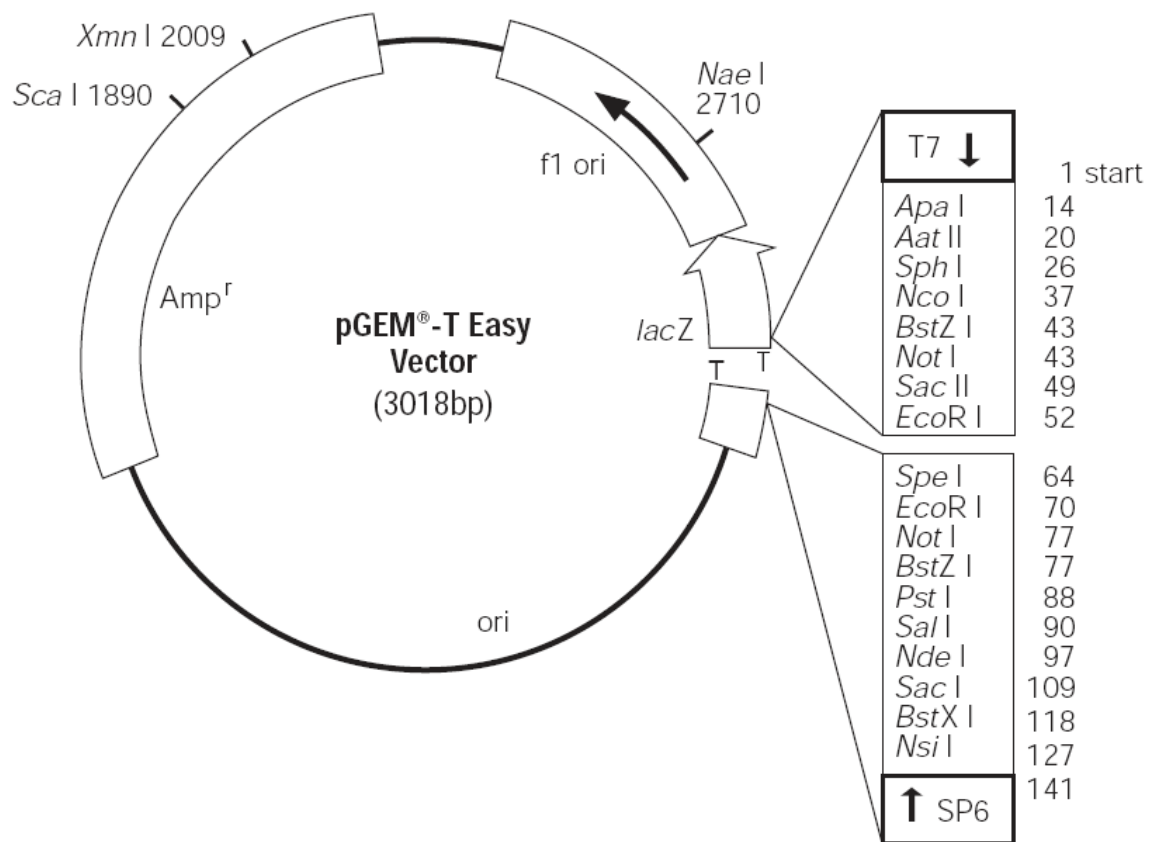 Xmn I 2009
Sca I 1890
Nae I
2710
f1 ori
Ampʳ
pGEM®-T Easy
Vector
(3018bp)
lacZ
T T
ori
T7 ↓
1 start
Apa I 14
Aat II 20
Sph I 26
Nco I 37
BstZ I 43
Not I 43
Sac II 49
EcoR I 52
Spe I 64
EcoR I 70
Not I 77
BstZ I 77
Pst I 88
Sal I 90
Nde I 97
Sac I 109
BstX I 118
Nsi I 127
141
↑ SP6